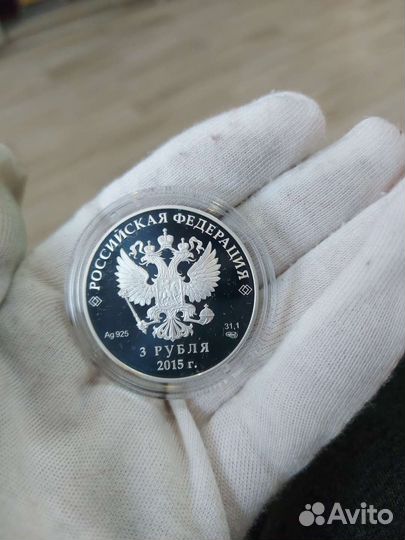 РОССИЙСКАЯ ФЕДЕРАЦИЯ
Ag 925
31,1
3 РУБЛЯ
2015 г.
Avito